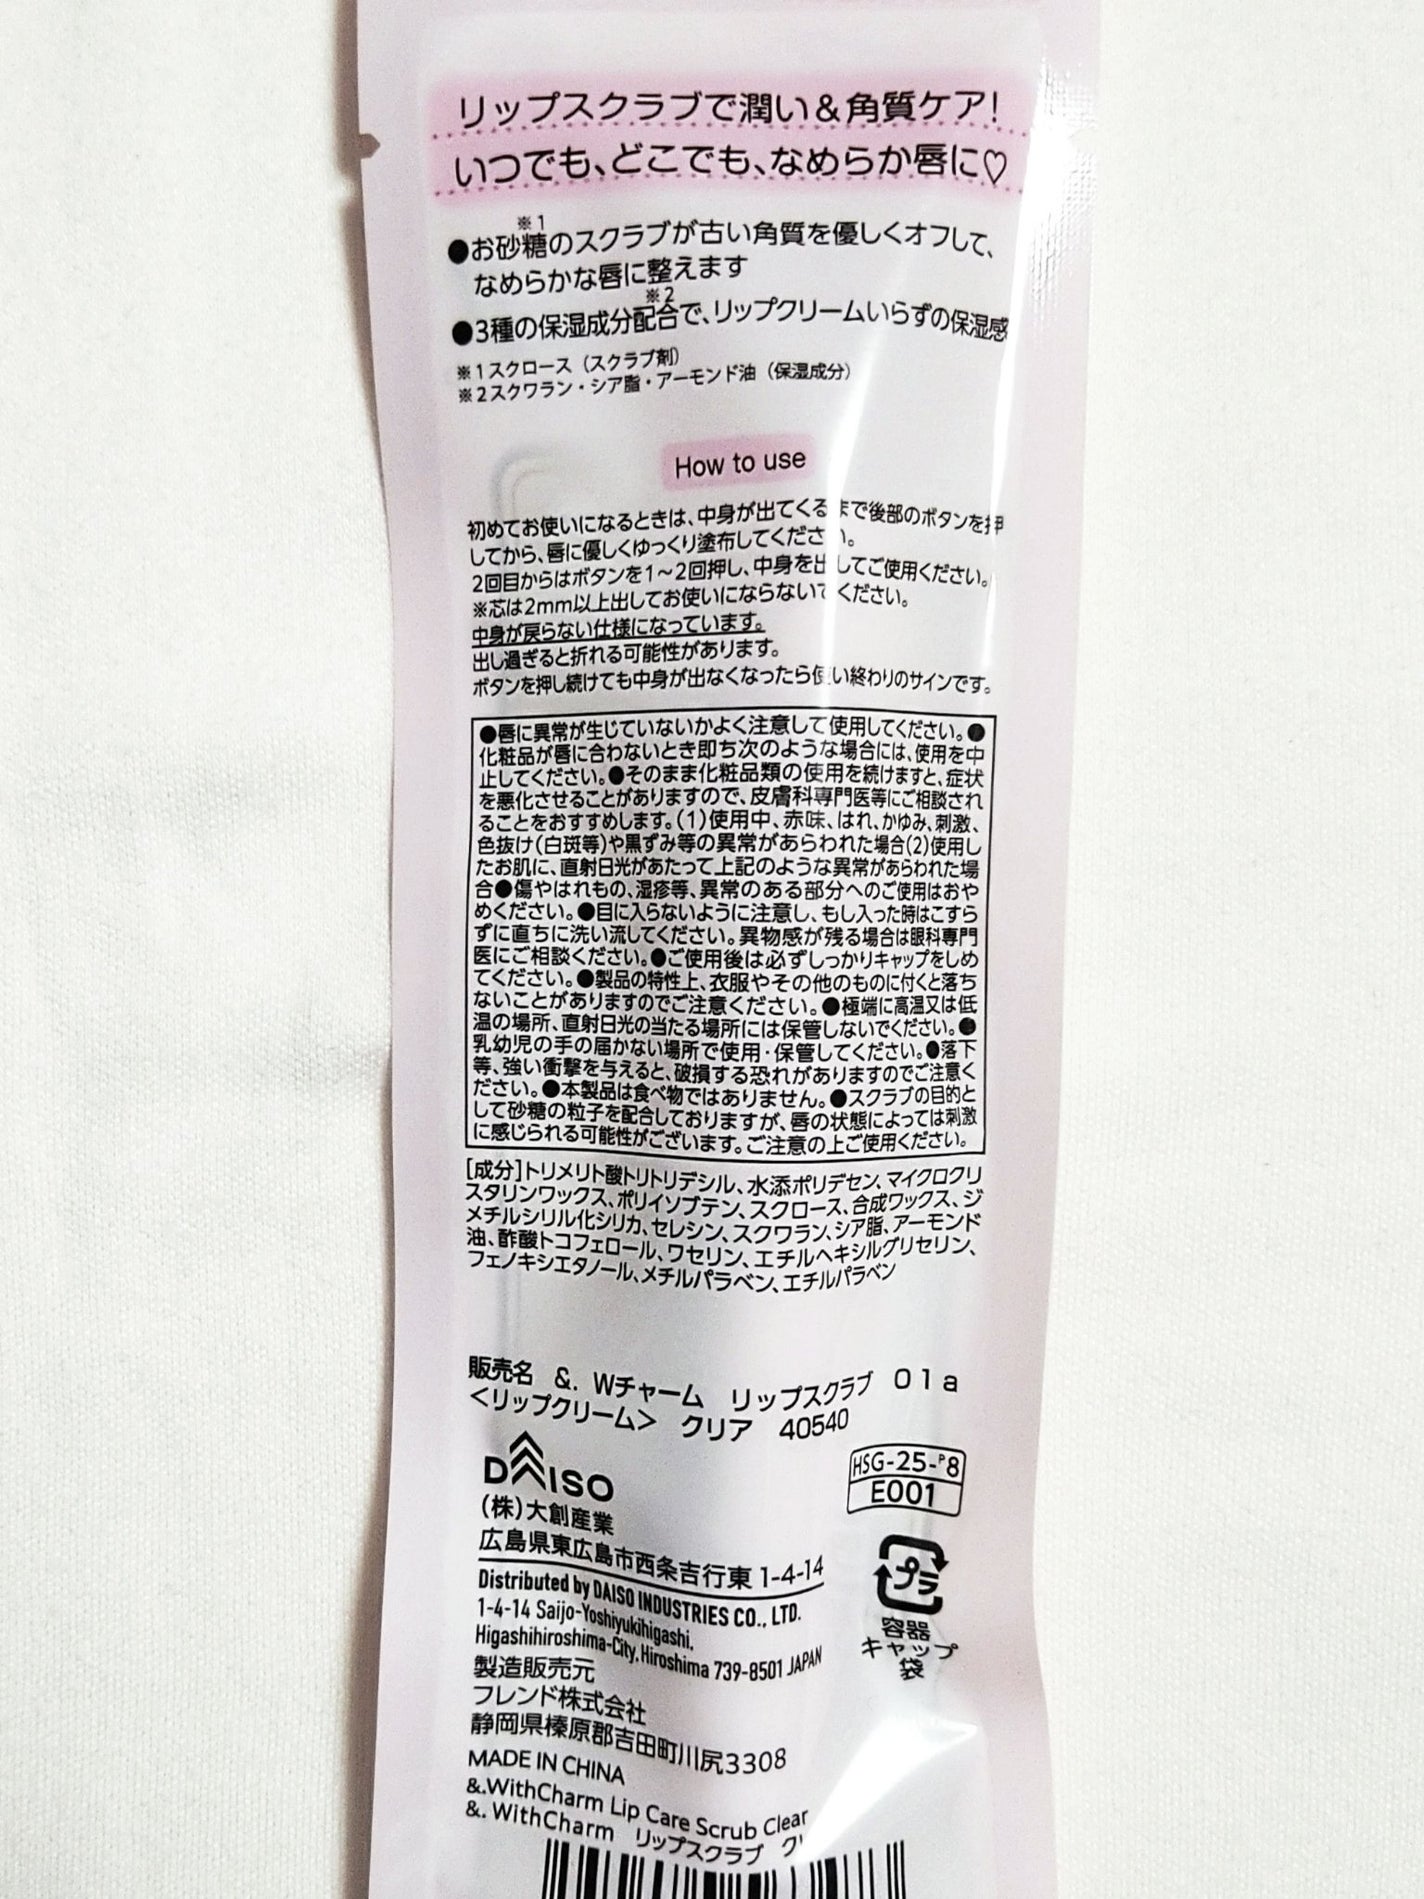 リップスクラブで潤い＆角質ケア!
いつでも、どこでも、なめらか唇に♡
※1
●お砂糖のスクラブが古い角質を優しくオフして、
なめらかな唇に整えます
※2
●3種の保湿成分配合で、リップクリームいらずの保湿感
※1スクロース（スクラブ剤）
※2スクワラン・シア脂・アーモンド油（保湿成分）
How to use
初めてお使いになるときは、中身が出てくるまで後部のボタンを押
してから、唇に優しくゆっくり塗布してください。
2回目からはボタンを1〜2回押し、中身を出してご使用ください。
※芯は2mm以上出してお使いにならないでください。
中身が戻らない仕様になっています。
出し過ぎると折れる可能性があります。
ボタンを押し続けても中身が出なくなったら使い終わりのサインです。
●唇に異常が生じていないかよく注意して使用してください。●
化粧品が唇に合わないとき即ち次のような場合には、使用を中
止してください。●そのまま化粧品類の使用を続けますと、症状
を悪化させることがありますので、皮膚科専門医等にご相談され
ることをおすすめします。(1)使用中、赤味、はれ、かゆみ、刺激、
色抜け(白斑等)や黒ずみ等の異常があらわれた場合(2)使用し
たお肌に、直射日光があたって上記のような異常があらわれた場
合●傷やはれもの、湿疹等、異常のある部分へのご使用はおや
めください。●目に入らないように注意し、もし入った時はこすら
ずに直ちに洗い流してください。異物感が残る場合は眼科専門
医にご相談ください。●ご使用後は必ずしっかりキャップをしめ
てください。●製品の特性上、衣服やその他のものに付くと落ち
ないことがありますのでご注意ください。●極端に高温又は低
温の場所、直射日光の当たる場所には保管しないでください。●
乳幼児の手の届かない場所で使用・保管してください。●落下
等、強い衝撃を与えると、破損する恐れがありますのでご注意く
ださい。●本製品は食べ物ではありません。●スクラブの目的と
して砂糖の粒子を配合しておりますが、唇の状態によっては刺激
に感じられる可能性がございます。ご注意の上ご使用ください。
[成分]トリメリト酸トリトリデシル、水添ポリデセン、マイクロクリ
スタリンワックス、ポリイソブテン、スクロース、合成ワックス、ジ
メチルシリル化シリカ、セレシン、スクワラン、シア脂、アーモンド
油、酢酸トコフェロール、ワセリン、エチルヘキシルグリセリン、
フェノキシエタノール、メチルパラベン、エチルパラベン
販売名 &. Wチャーム リップスクラブ 01a
<リップクリーム> クリア 40540
DAISO
HSG-25-P8
E001
(株)大創産業
広島県東広島市西条吉行東 1-4-14
Distributed by DAISO INDUSTRIES CO., LTD.
1-4-14 Saijo-Yoshiyukihigashi,
Higashihiroshima-City, Hiroshima 739-8501 JAPAN
プラ
容器
キャップ
袋
製造販売元
フレンド株式会社
静岡県榛原郡吉田町川尻3308
MADE IN CHINA
&.WithCharm Lip Care Scrub Clear
&. WithCharm リップスクラブ ク